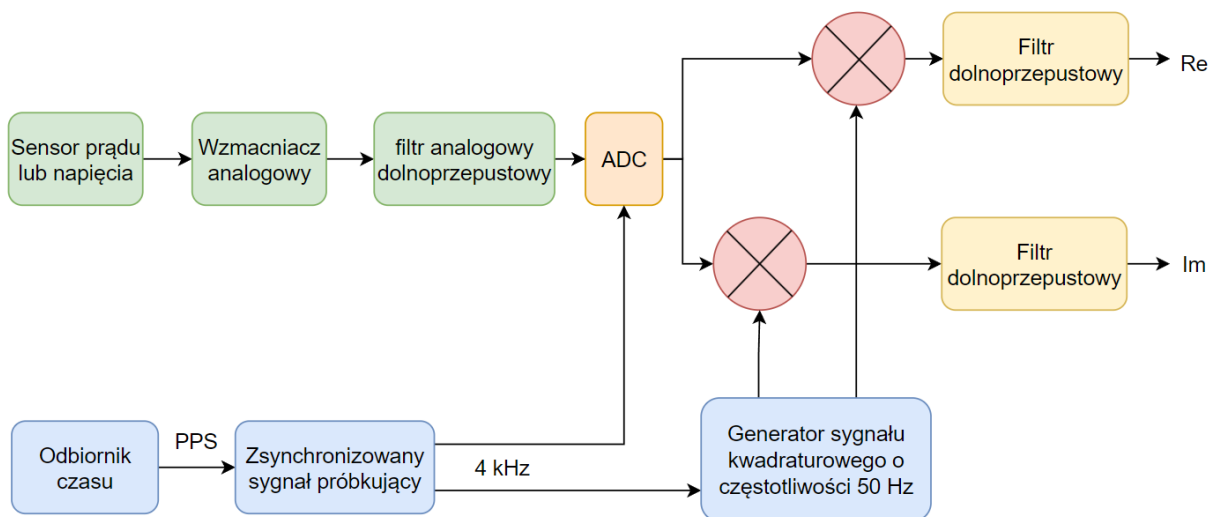 Filtr
dolnoprzepustowy
Re
Sensor prądu
lub napięcia
Wzmacniacz
analogowy
filtr analogowy
dolnoprzepustowy
ADC
Filtr
dolnoprzepustowy
Im
Odbiornik
czasu
PPS
Zsynchronizowany
sygnał próbkujący
4 kHz
Generator sygnału
kwadraturowego o
częstotliwości 50 Hz